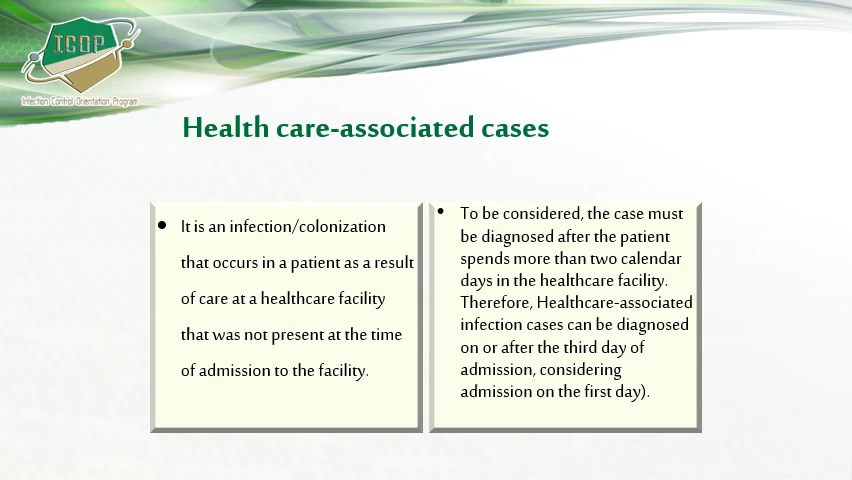 I.C.O.P
Infection Control Orientation Program
Health care-associated cases
• It is an infection/colonization
that occurs in a patient as a result
of care at a healthcare facility
that was not present at the time
of admission to the facility.
• To be considered, the case must
be diagnosed after the patient
spends more than two calendar
days in the healthcare facility.
Therefore, Healthcare-associated
infection cases can be diagnosed
on or after the third day of
admission, considering
admission on the first day).